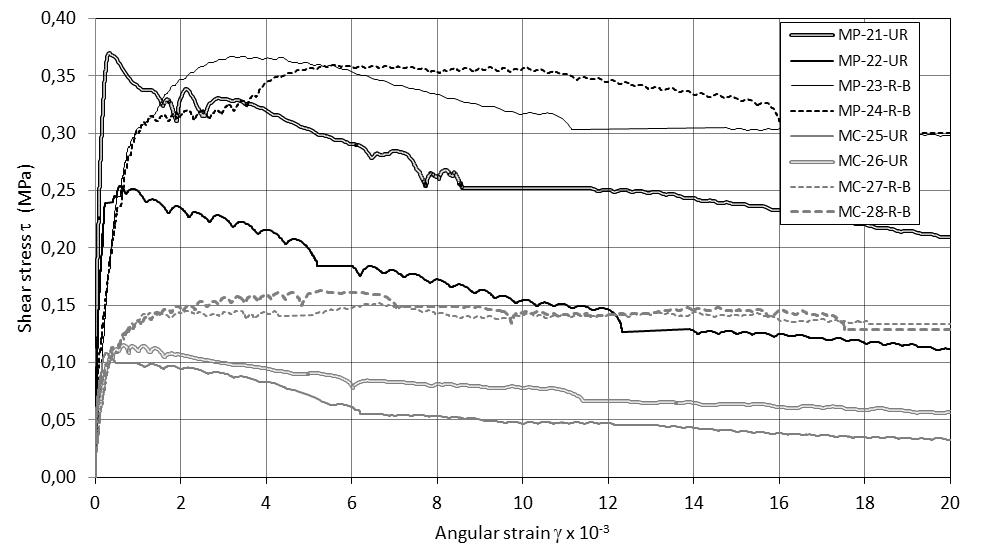 0,40
0,35
0,30
0,25
0,20
0,15
0,10
0,05
0,00
Shear stress τ (MPa)
MP-21-UR
MP-22-UR
MP-23-R-B
MP-24-R-B
MC-25-UR
MC-26-UR
MC-27-R-B
MC-28-R-B
0 2 4 6 8 10 12 14 16 18 20
Angular strain γ x 10⁻³